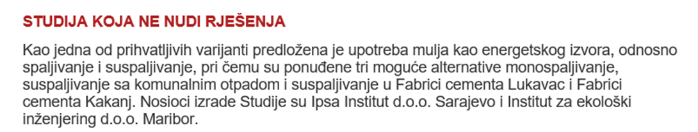 STUDIJA KOJA NE NUDI RJEŠENJA
Kao jedna od prihvatljivih varijanti predložena je upotreba mulja kao energetskog izvora, odnosno
spaljivanje i suspaljivanje, pri čemu su ponuđene tri moguće alternative monospaljivanje,
suspaljivanje sa komunalnim otpadom i suspaljivanje u Fabrici cementa Lukavac i Fabrici
cementa Kakanj. Nosioci izrade Studije su Ipsa Institut d.o.o. Sarajevo i Institut za ekološki
inženjering d.o.o. Maribor.